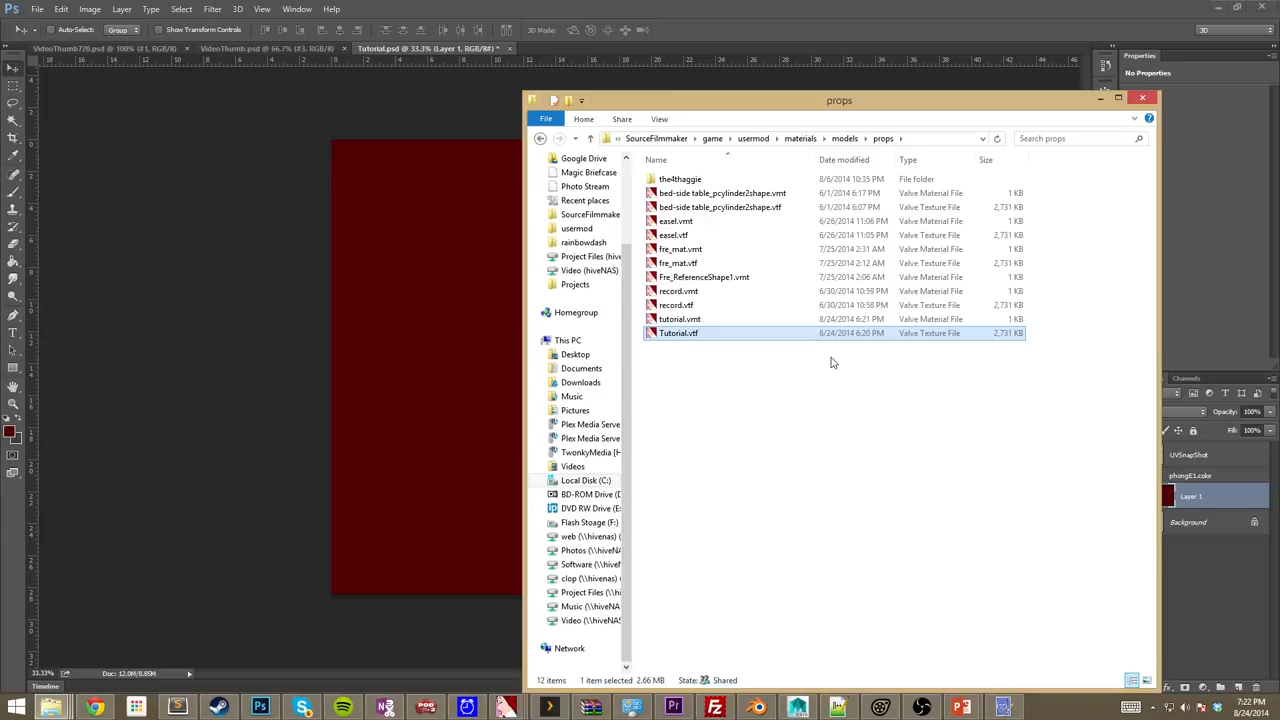 Ps File Edit Image Layer Type Select Filter 3D View Window Help
Auto-Select: Group Show Transform Controls 3D Mode: 3D
VideoThumb720.psd @ 100% (#1, RGB/8) × VideoThumb.psd @ 66.7% (#3, RGB/8) × Tutorial.psd @ 33.3% (Layer 1, RGB/8#) * ×
Properties
No Properties
props
File Home Share View
« SourceFilmmaker game usermod materials models props
Search props
Name Date modified Type Size
Google Drive
Magic Briefcase
Photo Stream
Recent places
SourceFilmmake
usermod
rainbowdash
Project Files (hive
Video (hiveNAS)
Projects
Homegroup
This PC
Desktop
Documents
Downloads
Music
Pictures
Plex Media Serve
Plex Media Serve
TwonkyMedia [H
Videos
Local Disk (C:)
BD-ROM Drive (D
DVD RW Drive (E:
Flash Stoage (F:)
web (\\hivenas) (
Photos (\\hiveNA
Software (\\hiveN
clop (\\hivenas) (
Project Files (\\hi
Music (\\hiveNAS
Video (\\hiveNAS
Network
the4thaggie 8/6/2014 10:35 PM File folder
bed-side table_pcylinder2shape.vmt 6/1/2014 6:17 PM Valve Material File 1 KB
bed-side table_pcylinder2shape.vtf 6/1/2014 6:07 PM Valve Texture File 2,731 KB
easel.vmt 6/26/2014 11:06 PM Valve Material File 1 KB
easel.vtf 6/26/2014 11:05 PM Valve Texture File 2,731 KB
fre_mat.vmt 7/25/2014 2:31 AM Valve Material File 1 KB
fre_mat.vtf 7/25/2014 2:12 AM Valve Texture File 2,731 KB
Fre_ReferenceShape1.vmt 7/25/2014 2:06 AM Valve Material File 1 KB
record.vmt 6/30/2014 10:59 PM Valve Material File 1 KB
record.vtf 6/30/2014 10:58 PM Valve Texture File 2,731 KB
tutorial.vmt 8/24/2014 6:21 PM Valve Material File 1 KB
Tutorial.vtf 8/24/2014 6:20 PM Valve Texture File 2,731 KB
12 items 1 item selected 2.66 MB State: Shared
Channels
Opacity: 100%
Fill: 100%
UVSnapShot
phongE1.color
Layer 1
Background
33.33% Doc: 12.0M/8.85M
Timeline
7:22 PM
8/24/2014